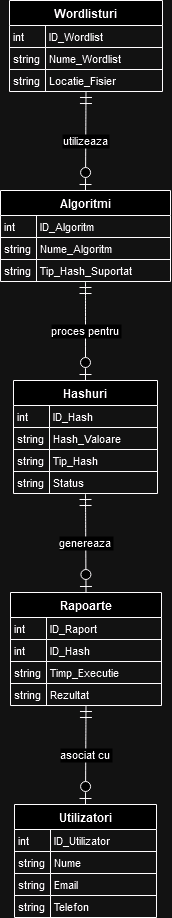 Wordlisturi
int ID_Wordlist
string Nume_Wordlist
string Locatie_Fisier
utilizeaza
Algoritmi
int ID_Algoritm
string Nume_Algoritm
string Tip_Hash_Suportat
proces pentru
Hashuri
int ID_Hash
string Hash_Valoare
string Tip_Hash
string Status
genereaza
Rapoarte
int ID_Raport
int ID_Hash
string Timp_Executie
string Rezultat
asociat cu
Utilizatori
int ID_Utilizator
string Nume
string Email
string Telefon